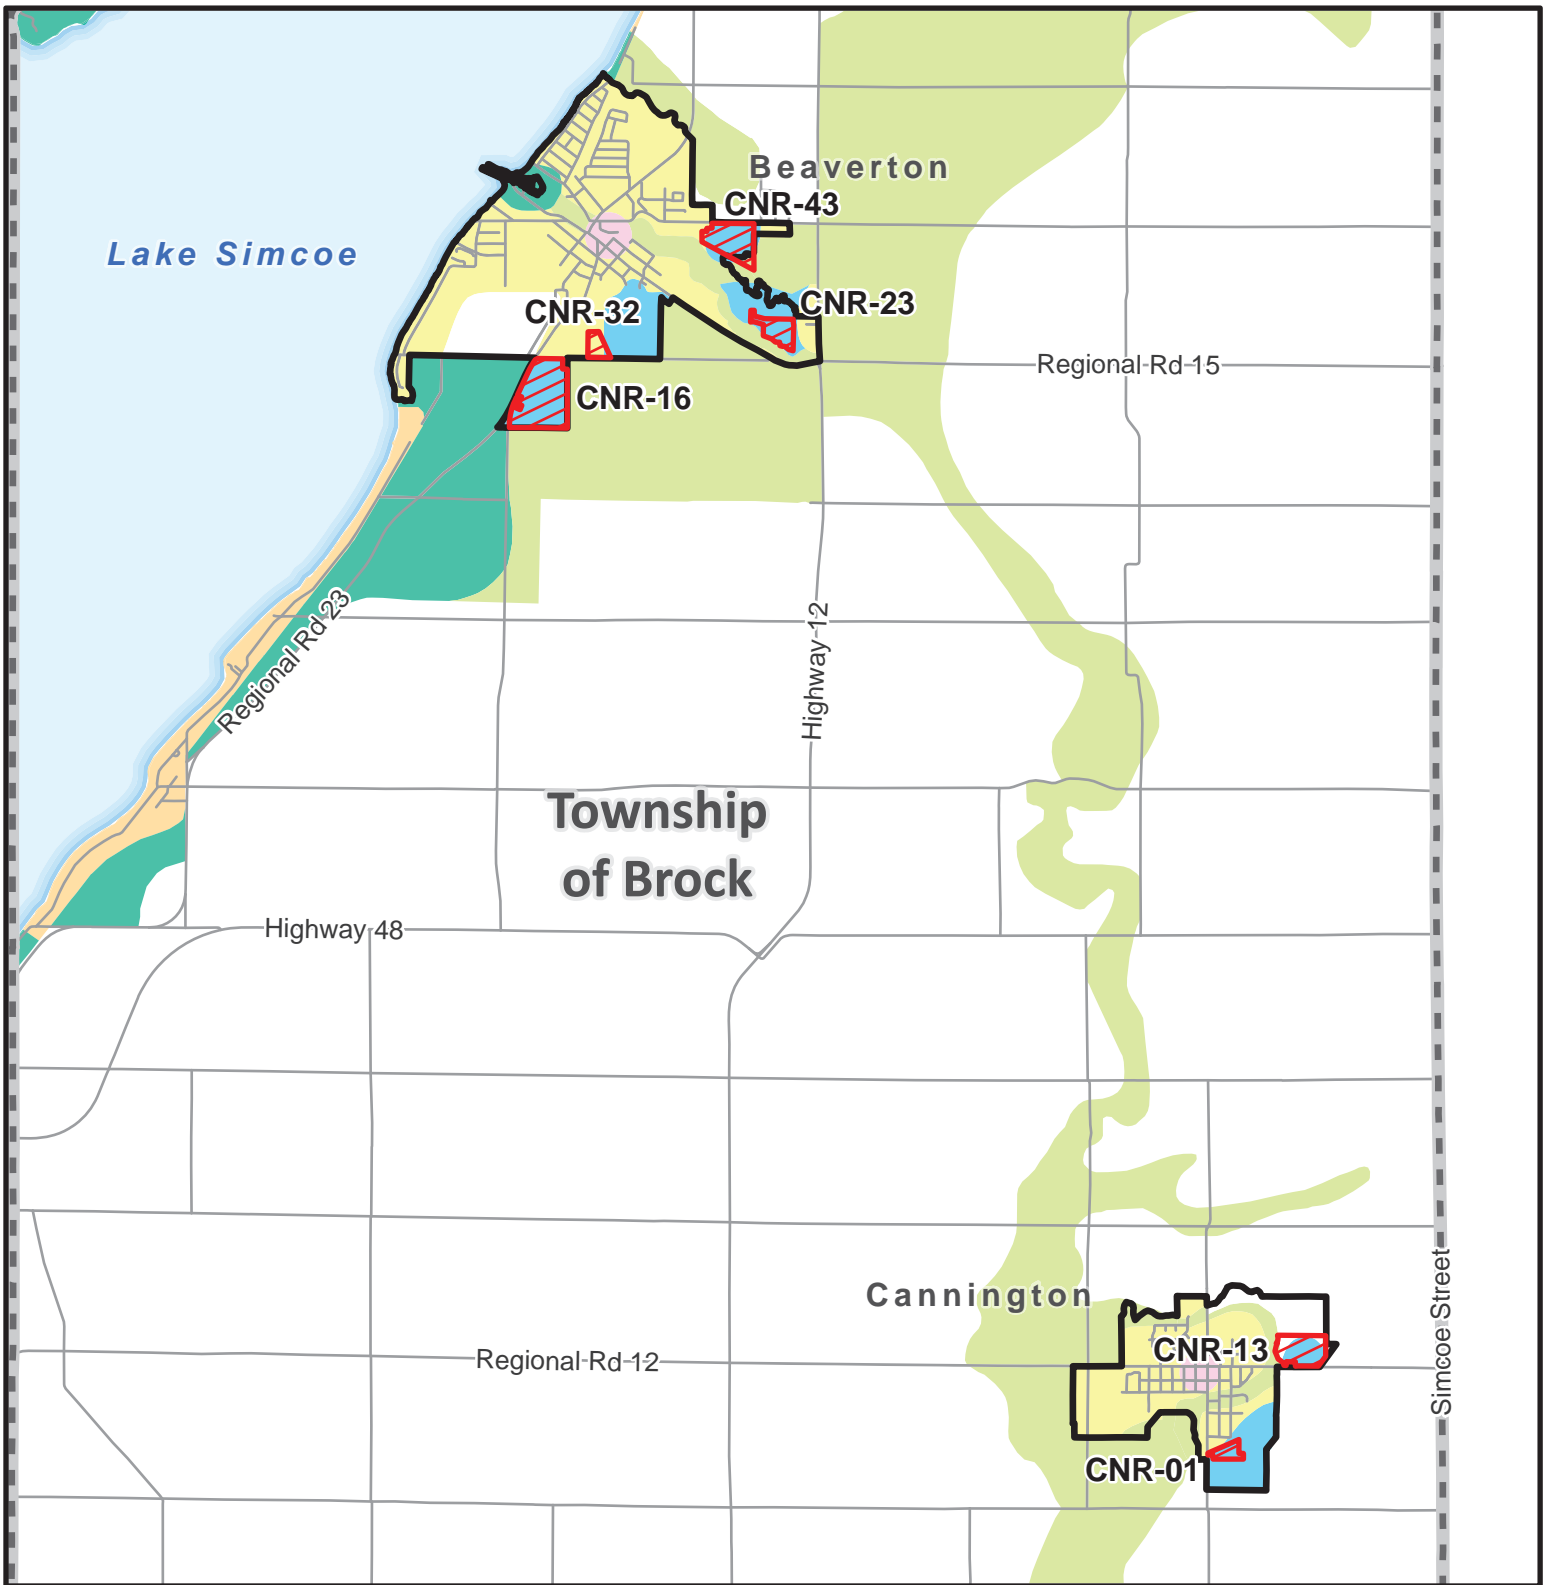 Beaverton
CNR-43
Lake Simcoe
CNR-23
CNR-32
Regional Rd 15
CNR-16
Regional Rd 23
Highway 12
Township
of Brock
Highway 48
Cannington
Simcoe Street
CNR-13
Regional Rd 12
CNR-01